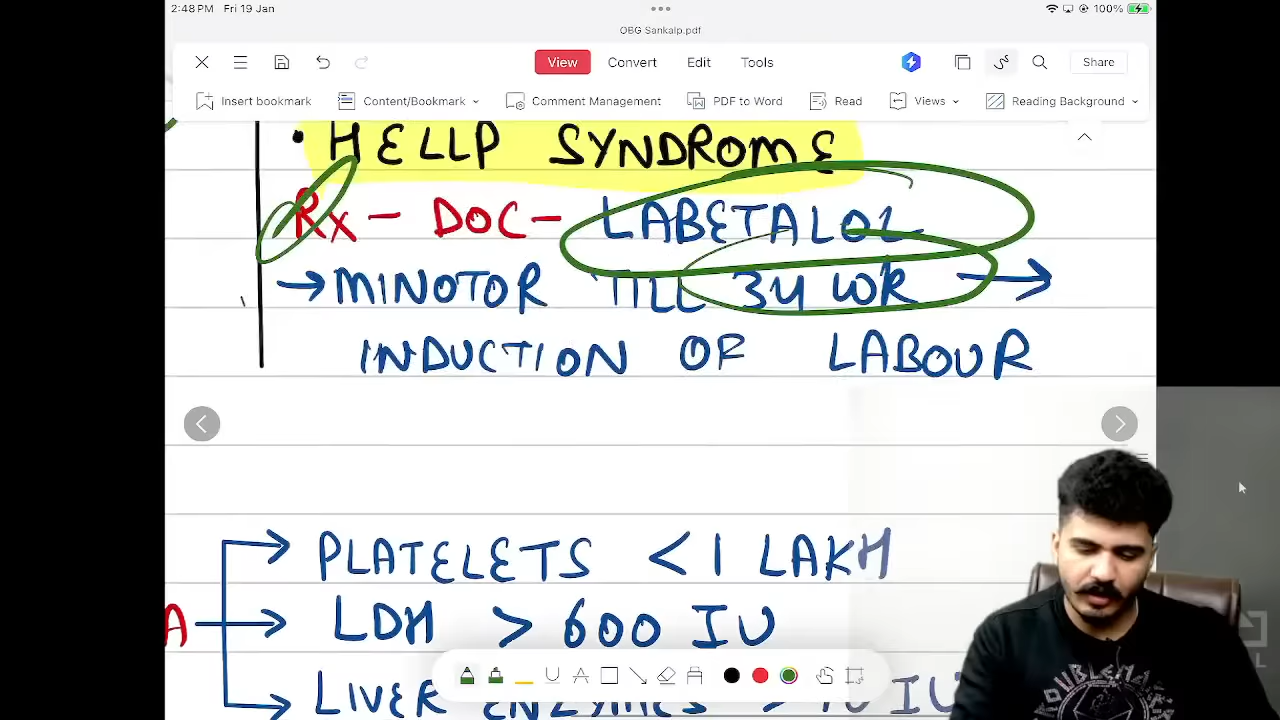 2:48 PM Fri 19 Jan
100%
OBG Sankalp.pdf
View Convert Edit Tools Share
Insert bookmark Content/Bookmark Comment Management PDF to Word Read Views Reading Background
• HELLP SYNDROME
Rx - DOC - LABETALOL
→ MINOTOR TILL 34 WK →
INDUCTION OF LABOUR
PLATELETS < 1 LAKH
A → LDH > 600 IU
LIVER ENZYMES > IU